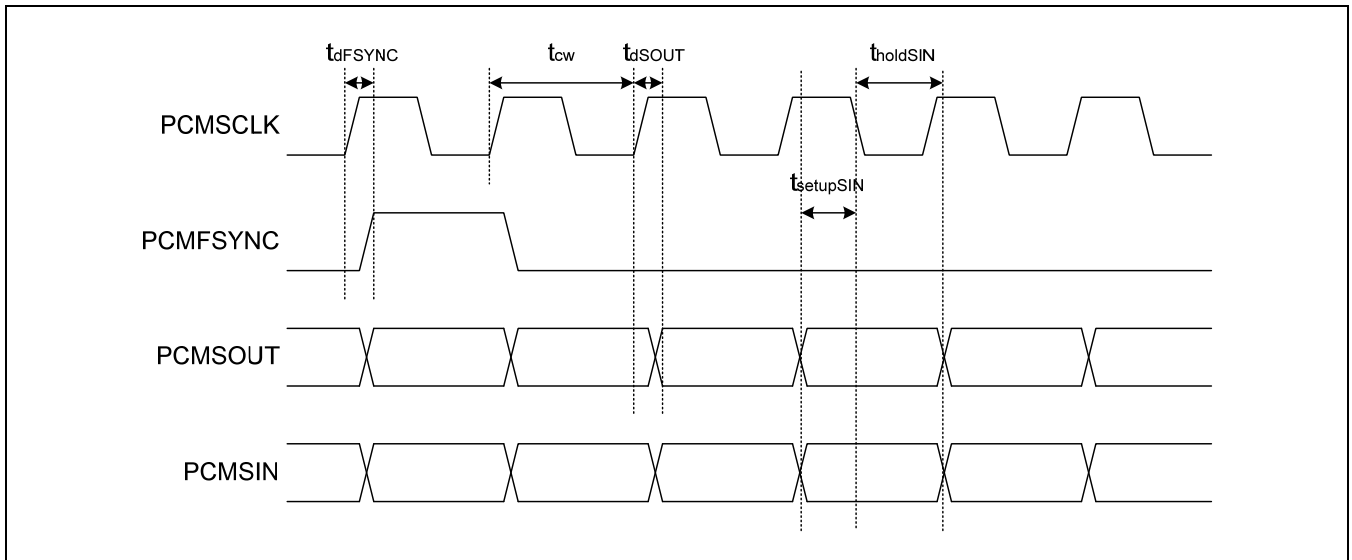 tdFSYNC tcw tdSOUT tholdSIN
PCMSCLK
tsetupSIN
PCMFSYNC
PCMSOUT
PCMSIN